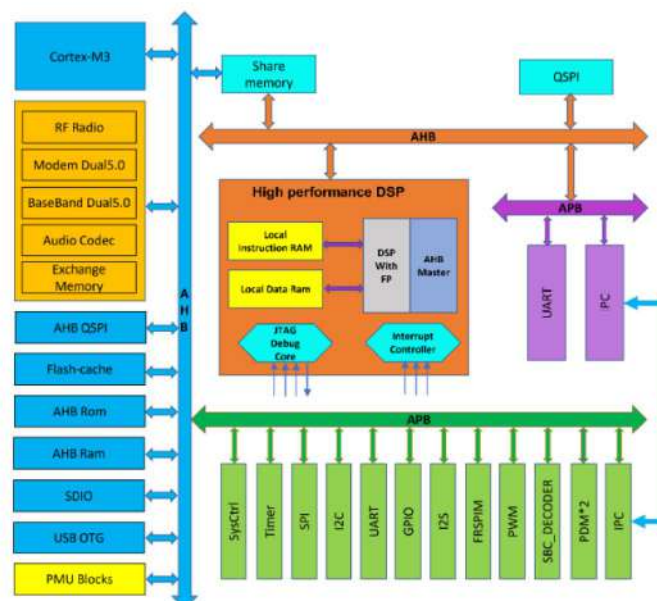 Cortex-M3
RF Radio
Modem Dual5.0
BaseBand Dual5.0
Audio Codec
Exchange
Memory
AHB QSPI
Flash-cache
AHB Rom
AHB Ram
SDIO
USB OTG
PMU Blocks
A
H
B
Share
memory
QSPI
AHB
High performance DSP
Local
Instruction RAM
Local Data Ram
DSP
With
FP
AHB
Master
JTAG
Debug
Core
Interrupt
Controller
APB
UART
IPC
APB
SysCtrl
Timer
SPI
I2C
UART
GPIO
I2S
FRSPIM
PWM
SBC_DECODER
PDM*2
IPC